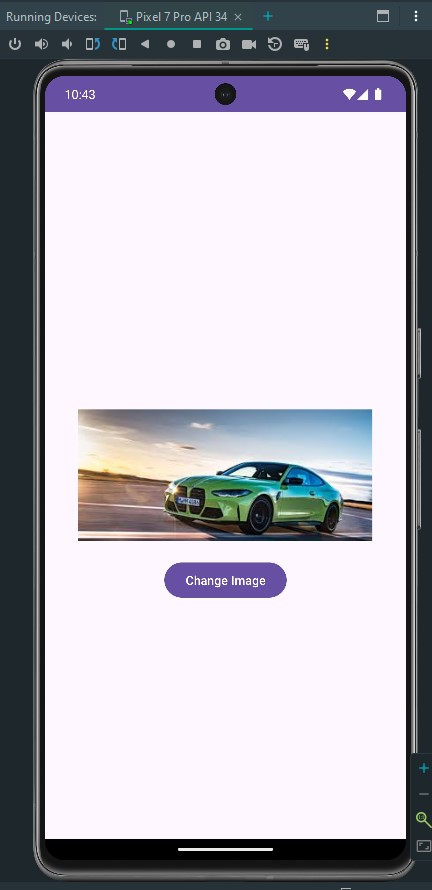 Running Devices:
Pixel 7 Pro API 34
10:43
Change Image